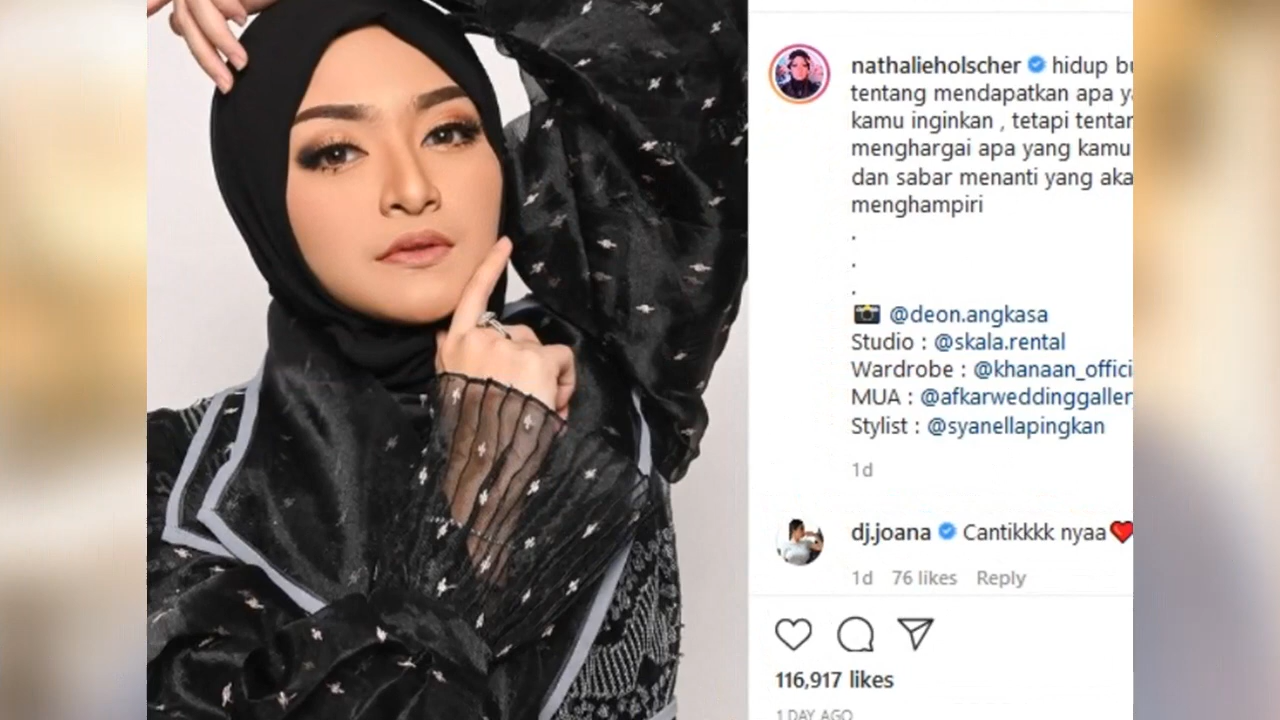 nathalieholscher hidup bu
tentang mendapatkan apa ya
kamu inginkan , tetapi tentan
menghargai apa yang kamu
dan sabar menanti yang aka
menghampiri
.
.
.
@deon.angkasa
Studio : @skala.rental
Wardrobe : @khanaan_offici
MUA : @afkarweddinggaller
Stylist : @syanellapingkan
1d
dj.joana Cantikkkk nyaa
1d 76 likes Reply
116,917 likes
1 DAY AGO